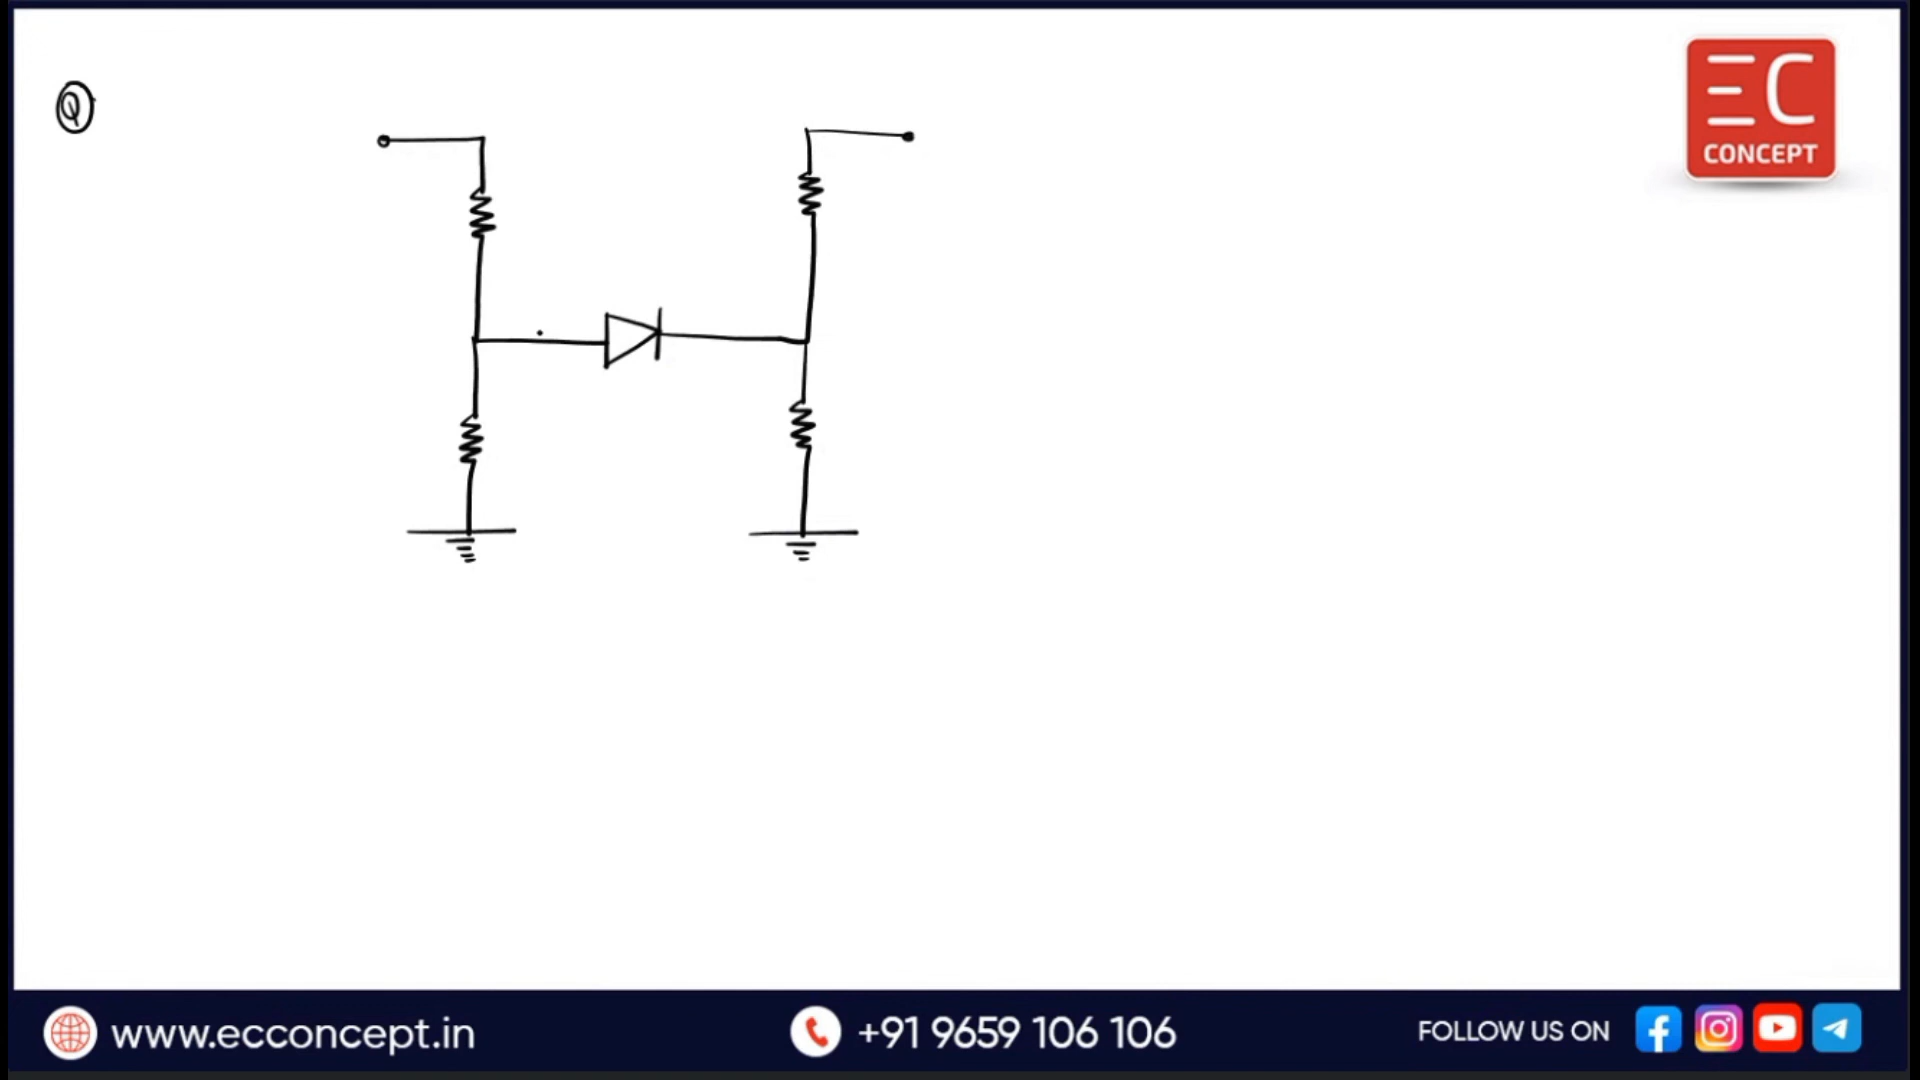 Q
EC
CONCEPT
www.ecconcept.in
+91 9659 106 106
FOLLOW US ON